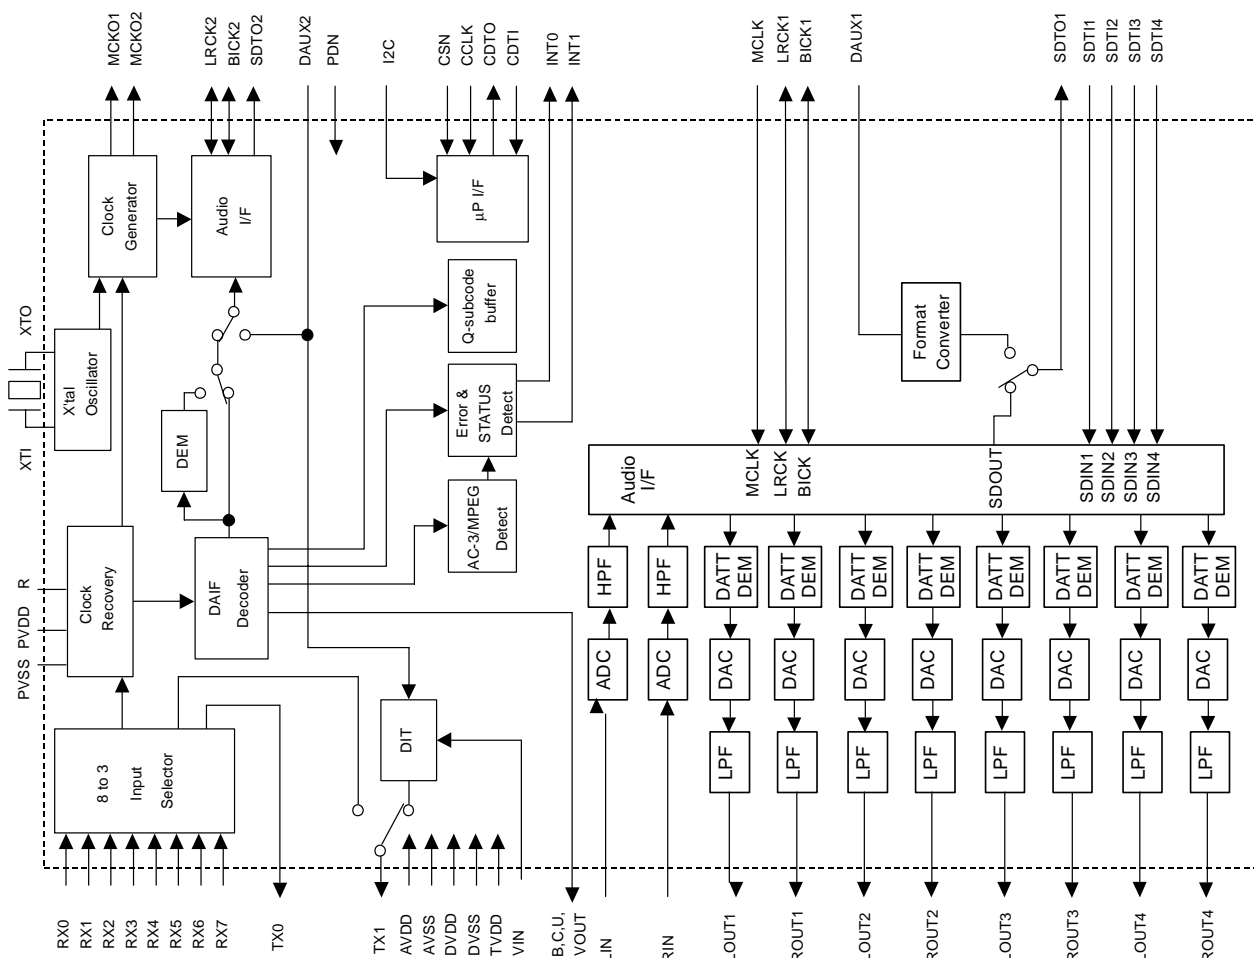 MCKO1
MCKO2
LRCK2
BICK2
SDTO2
DAUX2
PDN
I2C
CSN
CCLK
CDTO
CDTI
INT0
INT1
MCLK
LRCK1
BICK1
DAUX1
SDTO1
SDTI1
SDTI2
SDTI3
SDTI4
Clock
Generator
Audio
I/F
µP I/F
XTO
XTI
X'tal
Oscillator
Q-subcode
buffer
Format
Converter
DEM
Error &
STATUS
Detect
AC-3/MPEG
Detect
Audio
I/F
MCLK
LRCK
BICK
SDOUT
SDIN1
SDIN2
SDIN3
SDIN4
PVSS
PVDD
R
Clock
Recovery
DAIF
Decoder
HPF
HPF
DATT
DEM
DATT
DEM
DATT
DEM
DATT
DEM
DATT
DEM
DATT
DEM
DATT
DEM
DATT
DEM
ADC
ADC
DAC
DAC
DAC
DAC
DAC
DAC
DAC
DAC
8 to 3
Input
Selector
DIT
LPF
LPF
LPF
LPF
LPF
LPF
LPF
LPF
RX0
RX1
RX2
RX3
RX4
RX5
RX6
RX7
TX0
TX1
AVDD
AVSS
DVDD
DVSS
TVDD
VIN
B,C,U,
VOUT
LIN
RIN
LOUT1
ROUT1
LOUT2
ROUT2
LOUT3
ROUT3
LOUT4
ROUT4